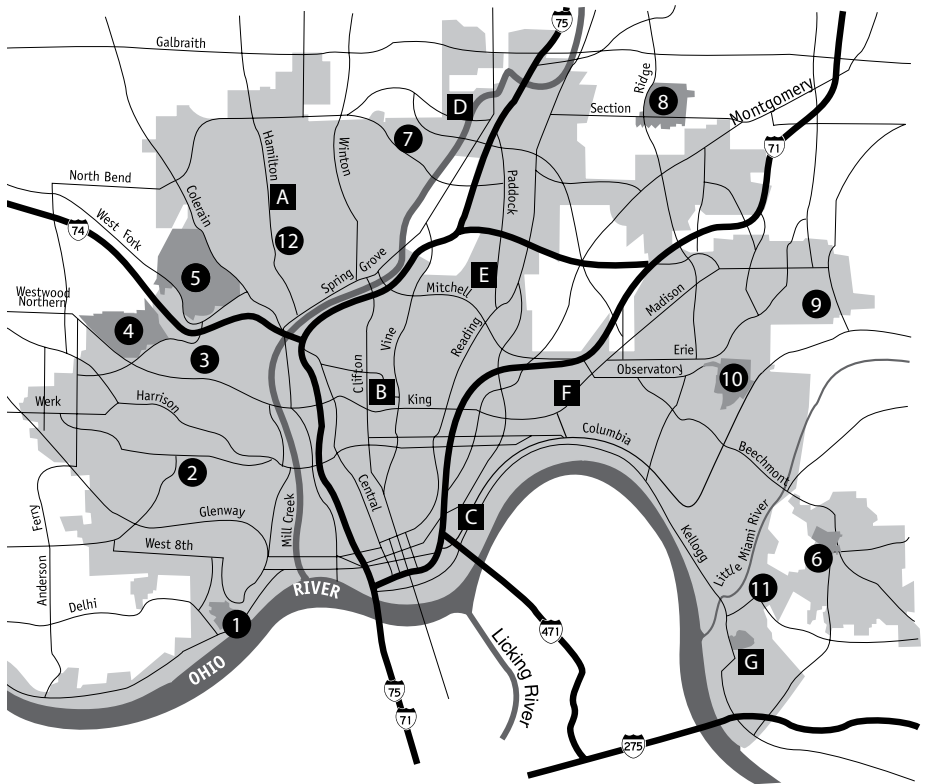 75
Galbraith
D
Ridge
8
Section
Montgomery
7
71
Hamilton
Winton
North Bend
A
Paddock
Colerain
74
West Fork
12
5
Spring Grove
E
Mitchell
Madison
Westwood
Northern
9
4
3
Vine
Reading
Erie
Observatory
10
Clifton
B
F
Harrison
Werk
King
Columbia
Beechmont
2
Central
Glenway
Mill Creek
C
Ferry
Anderson
West 8th
Kellogg
Little Miami River
6
11
RIVER
Delhi
1
471
Licking River
G
OHIO
75
71
275